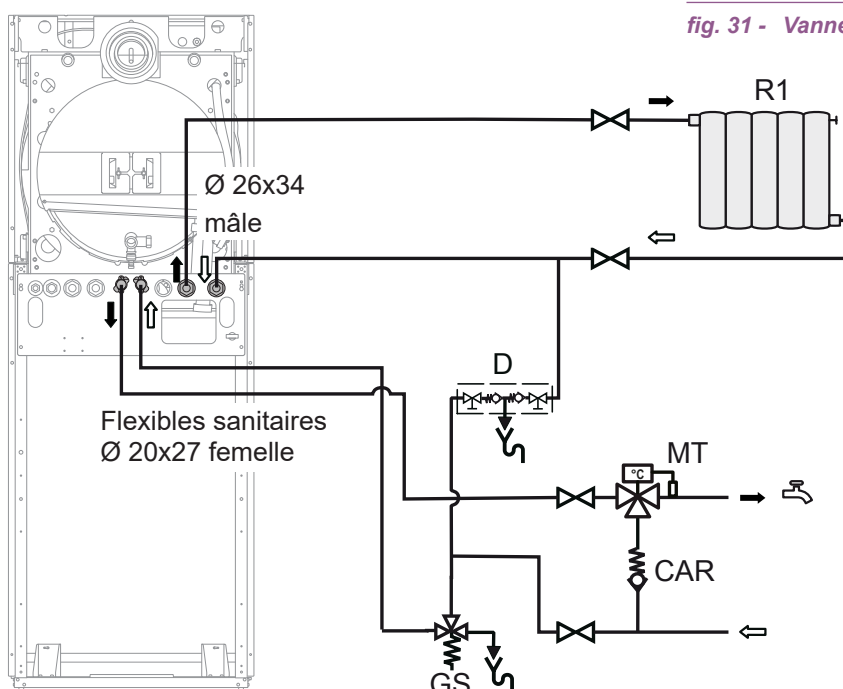 fig. 31 - Vanne
R1
Ø 26x34
mâle
D
Flexibles sanitaires
Ø 20x27 femelle
MT
°C
CAR
GS